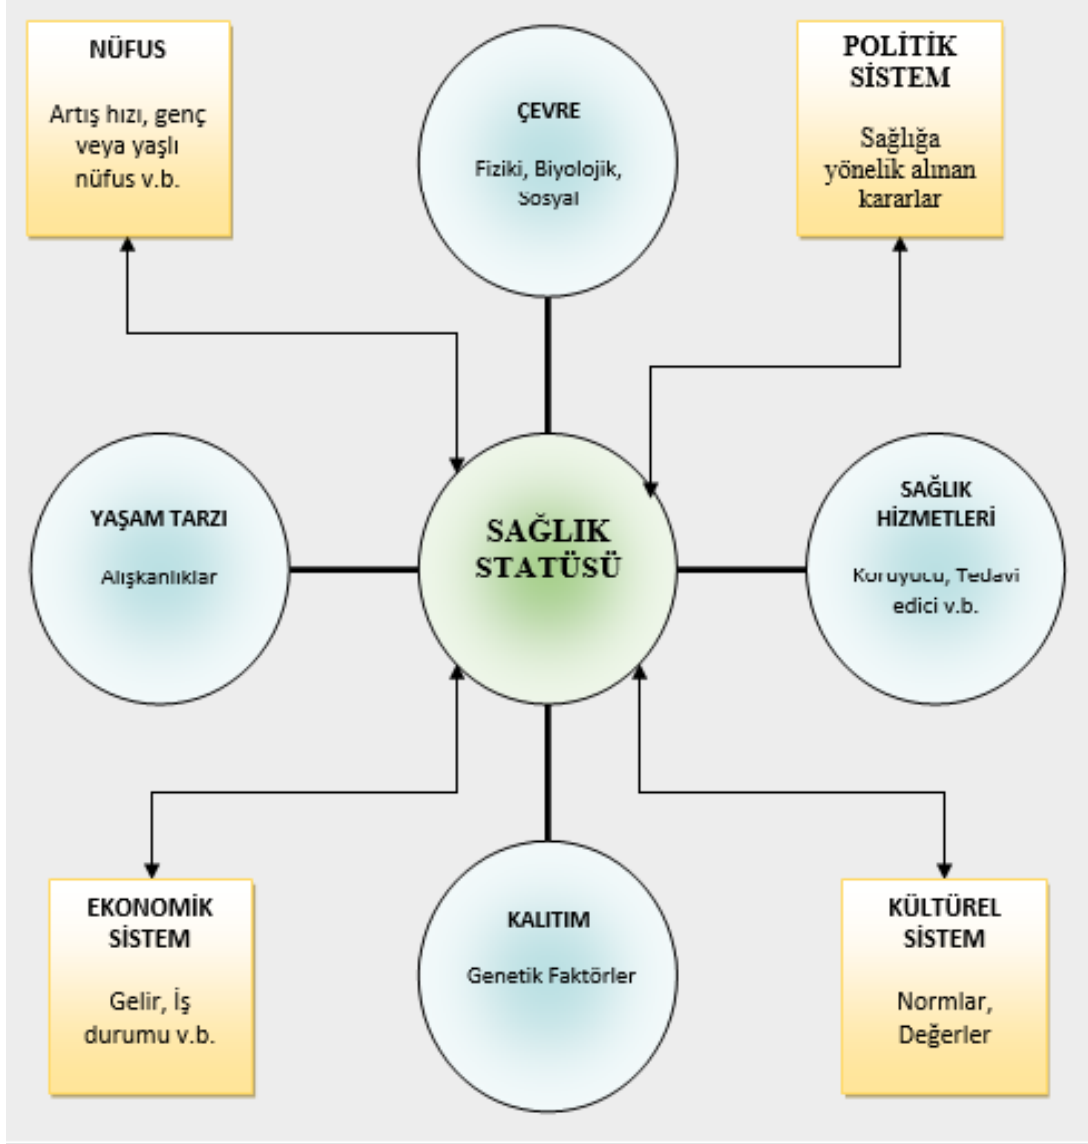 NÜFUS
Artış hızı, genç
veya yaşlı
nüfus v.b.
ÇEVRE
Fiziki, Biyolojik,
Sosyal
POLİTİK
SİSTEM
Sağlığa
yönelik alınan
kararlar
YAŞAM TARZI
Alışkanlıklar
SAĞLIK
STATÜSÜ
SAĞLIK
HİZMETLERİ
Koruyucu, Tedavi
edici v.b.
EKONOMİK
SİSTEM
Gelir, İş
durumu v.b.
KALITIM
Genetik Faktörler
KÜLTÜREL
SİSTEM
Normlar,
Değerler